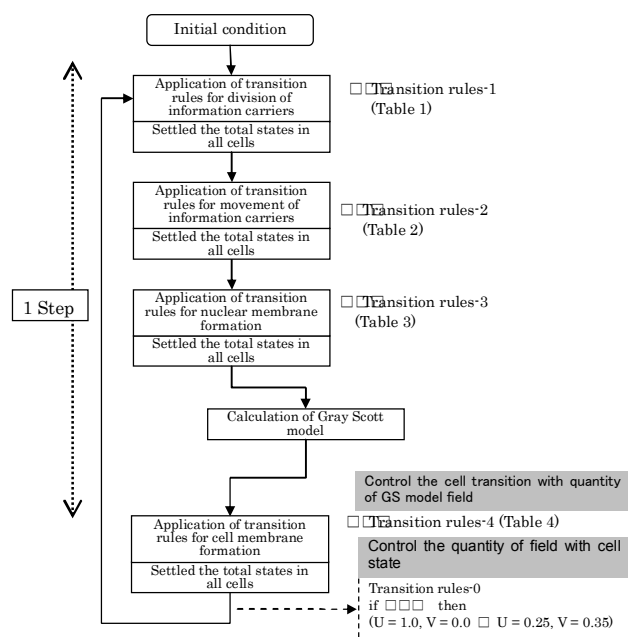 Initial condition
Application of transition
rules for division of
information carriers
Settled the total states in
all cells
□□□Transition rules-1
(Table 1)
Application of transition
rules for movement of
information carriers
Settled the total states in
all cells
□□□Transition rules-2
(Table 2)
1 Step
Application of transition
rules for nuclear membrane
formation
Settled the total states in
all cells
□□□Transition rules-3
(Table 3)
Calculation of Gray Scott
model
Control the cell transition with quantity
of GS model field
Application of transition
rules for cell membrane
formation
Settled the total states in
all cells
□□□Transition rules-4 (Table 4)
Control the quantity of field with cell
state
Transition rules-0
if □□□ then
(U = 1.0, V = 0.0 □ U = 0.25, V = 0.35)